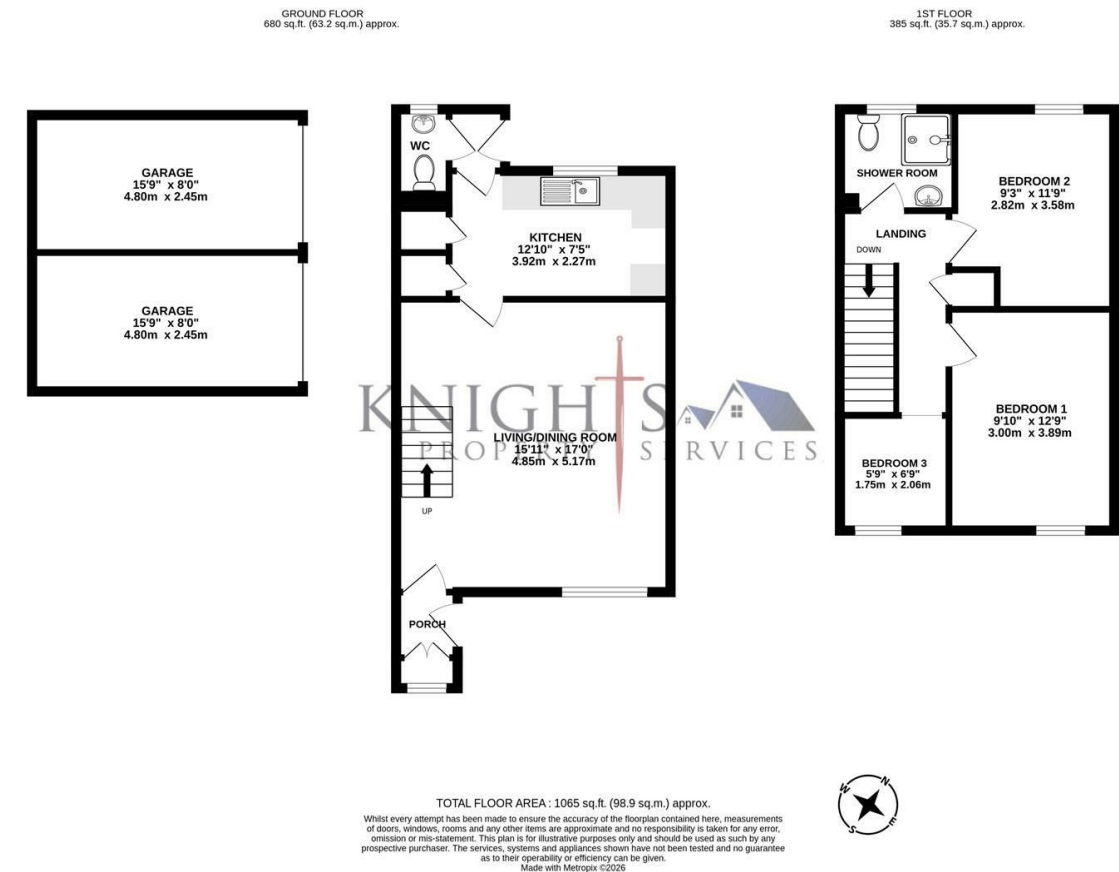 GROUND FLOOR
680 sq.ft. (63.2 sq.m.) approx.
1ST FLOOR
385 sq.ft. (35.7 sq.m.) approx.
GARAGE
15'9" x 8'0"
4.80m x 2.45m
GARAGE
15'9" x 8'0"
4.80m x 2.45m
WC
KITCHEN
12'10" x 7'5"
3.92m x 2.27m
LIVING/DINING ROOM
15'11" x 17'0"
4.85m x 5.17m
UP
PORCH
SHOWER ROOM
BEDROOM 2
9'3" x 11'9"
2.82m x 3.58m
LANDING
DOWN
BEDROOM 1
9'10" x 12'9"
3.00m x 3.89m
BEDROOM 3
5'9" x 6'9"
1.75m x 2.06m
KNIGHTS
PROPERTY SERVICES
N
E
S
W
TOTAL FLOOR AREA : 1065 sq.ft. (98.9 sq.m.) approx.
Whilst every attempt has been made to ensure the accuracy of the floorplan contained here, measurements
of doors, windows, rooms and any other items are approximate and no responsibility is taken for any error,
omission or mis-statement. This plan is for illustrative purposes only and should be used as such by any
prospective purchaser. The services, systems and appliances shown have not been tested and no guarantee
as to their operability or efficiency can be given.
Made with Metropix ©2026